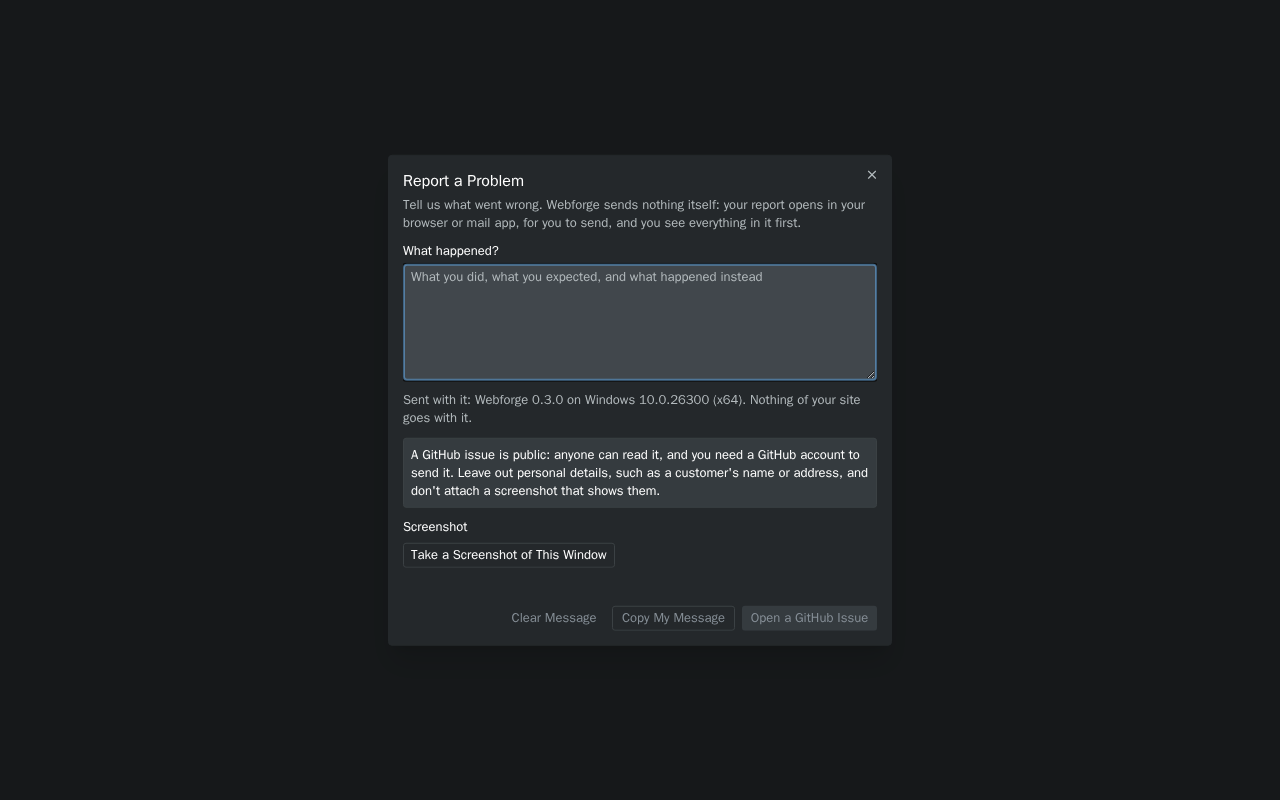 Report a Problem
Tell us what went wrong. Webforge sends nothing itself: your report opens in your
browser or mail app, for you to send, and you see everything in it first.
What happened?
What you did, what you expected, and what happened instead
Sent with it: Webforge 0.3.0 on Windows 10.0.26300 (x64). Nothing of your site
goes with it.
A GitHub issue is public: anyone can read it, and you need a GitHub account to
send it. Leave out personal details, such as a customer's name or address, and
don't attach a screenshot that shows them.
Screenshot
Take a Screenshot of This Window
Clear Message Copy My Message Open a GitHub Issue